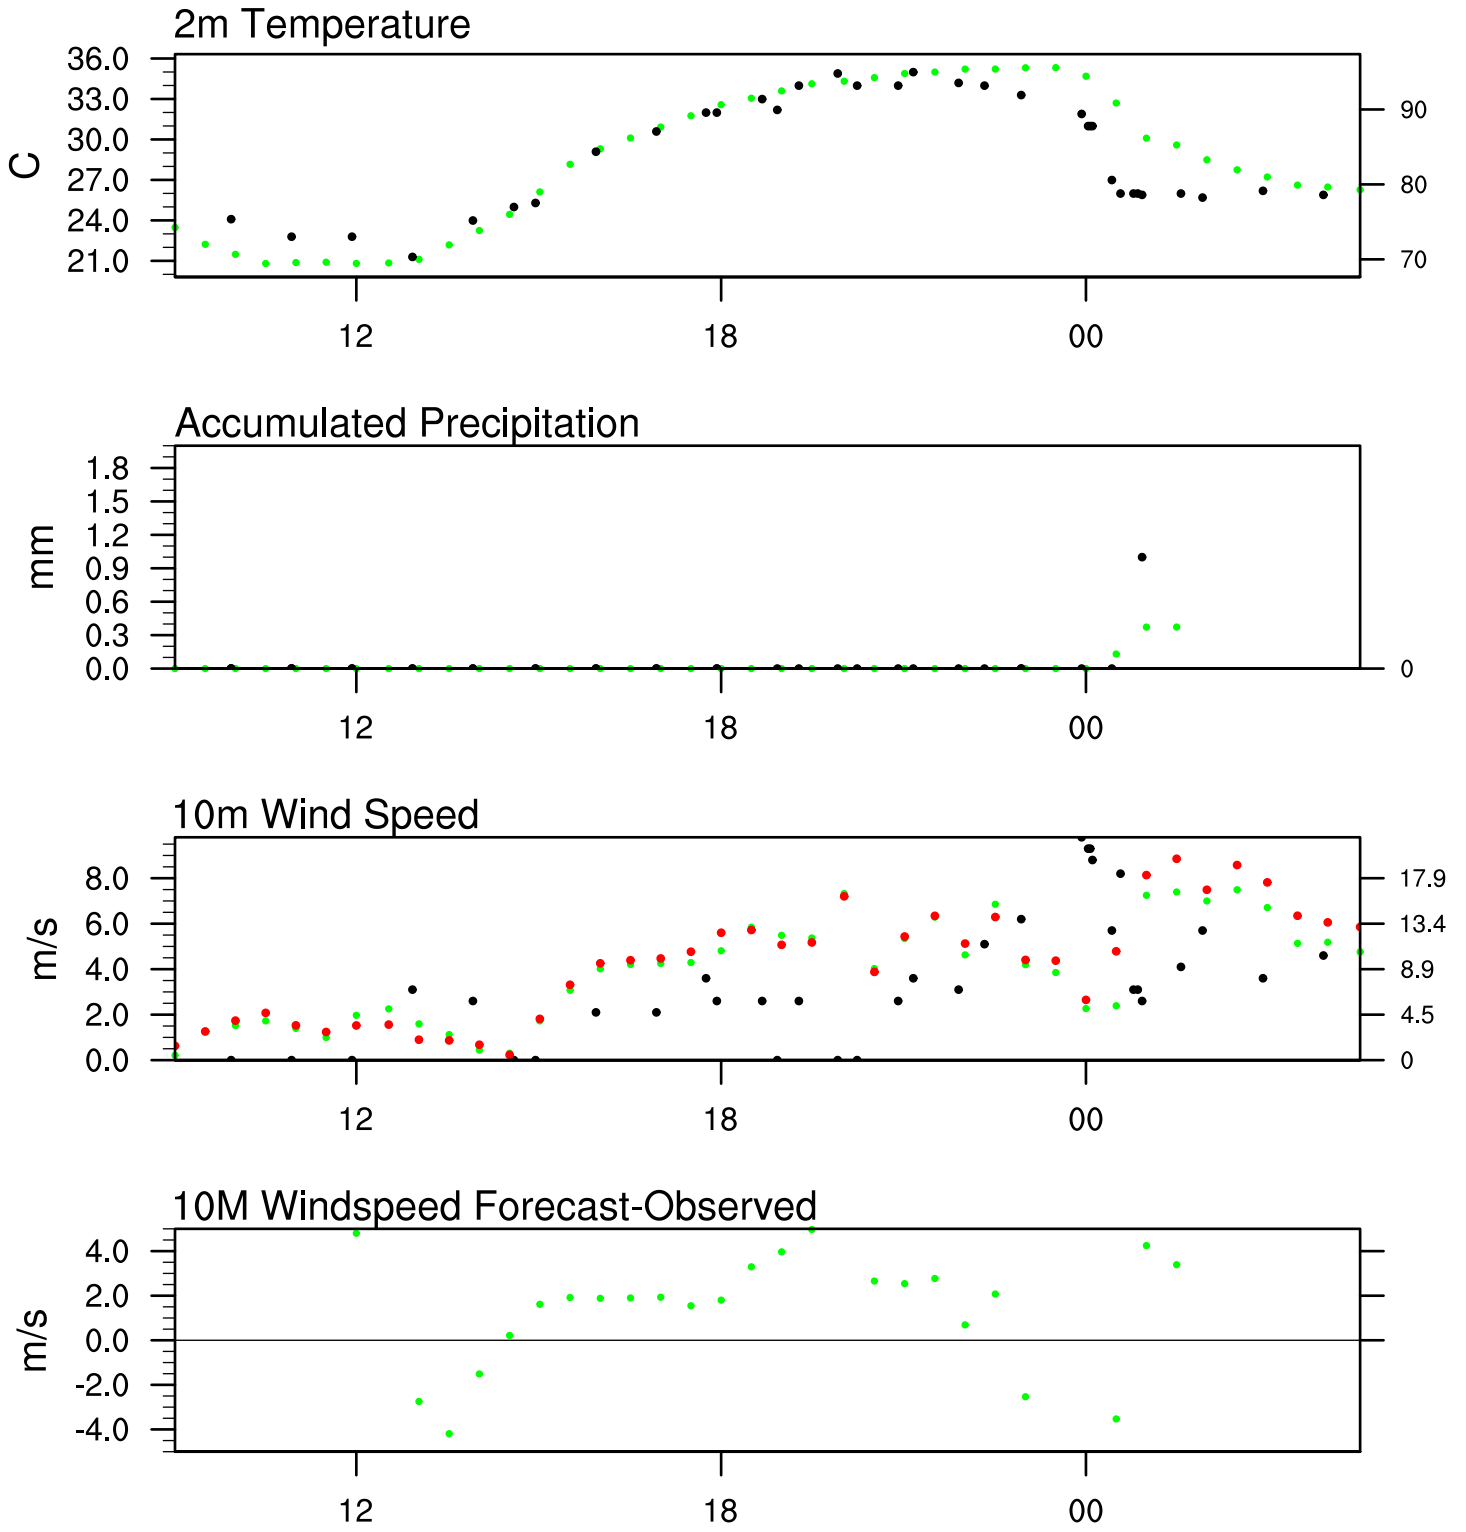 2m Temperature
36.0
33.0
90
30.0
C
27.0
80
24.0
21.0
70
12 18 00
Accumulated Precipitation
1.8
1.5
1.2
mm
0.9
0.6
0.3
0.0
0
12 18 00
10m Wind Speed
8.0
17.9
6.0
13.4
m/s
4.0
8.9
2.0
4.5
0.0
0
12 18 00
10M Windspeed Forecast-Observed
4.0
2.0
m/s
0.0
-2.0
-4.0
12 18 00